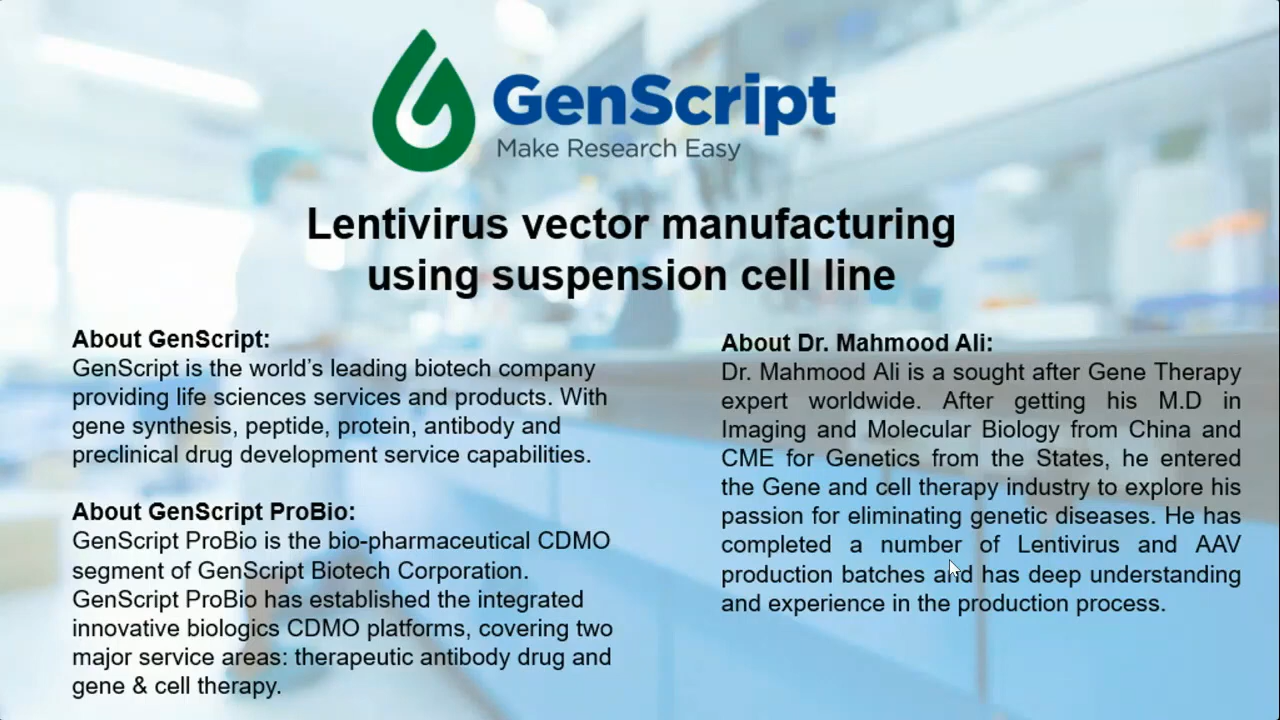 GenScript
Make Research Easy
Lentivirus vector manufacturing
using suspension cell line
About GenScript:
GenScript is the world’s leading biotech company
providing life sciences services and products. With
gene synthesis, peptide, protein, antibody and
preclinical drug development service capabilities.
About GenScript ProBio:
GenScript ProBio is the bio-pharmaceutical CDMO
segment of GenScript Biotech Corporation.
GenScript ProBio has established the integrated
innovative biologics CDMO platforms, covering two
major service areas: therapeutic antibody drug and
gene & cell therapy.
About Dr. Mahmood Ali:
Dr. Mahmood Ali is a sought after Gene Therapy
expert worldwide. After getting his M.D in
Imaging and Molecular Biology from China and
CME for Genetics from the States, he entered
the Gene and cell therapy industry to explore his
passion for eliminating genetic diseases. He has
completed a number of Lentivirus and AAV
production batches and has deep understanding
and experience in the production process.